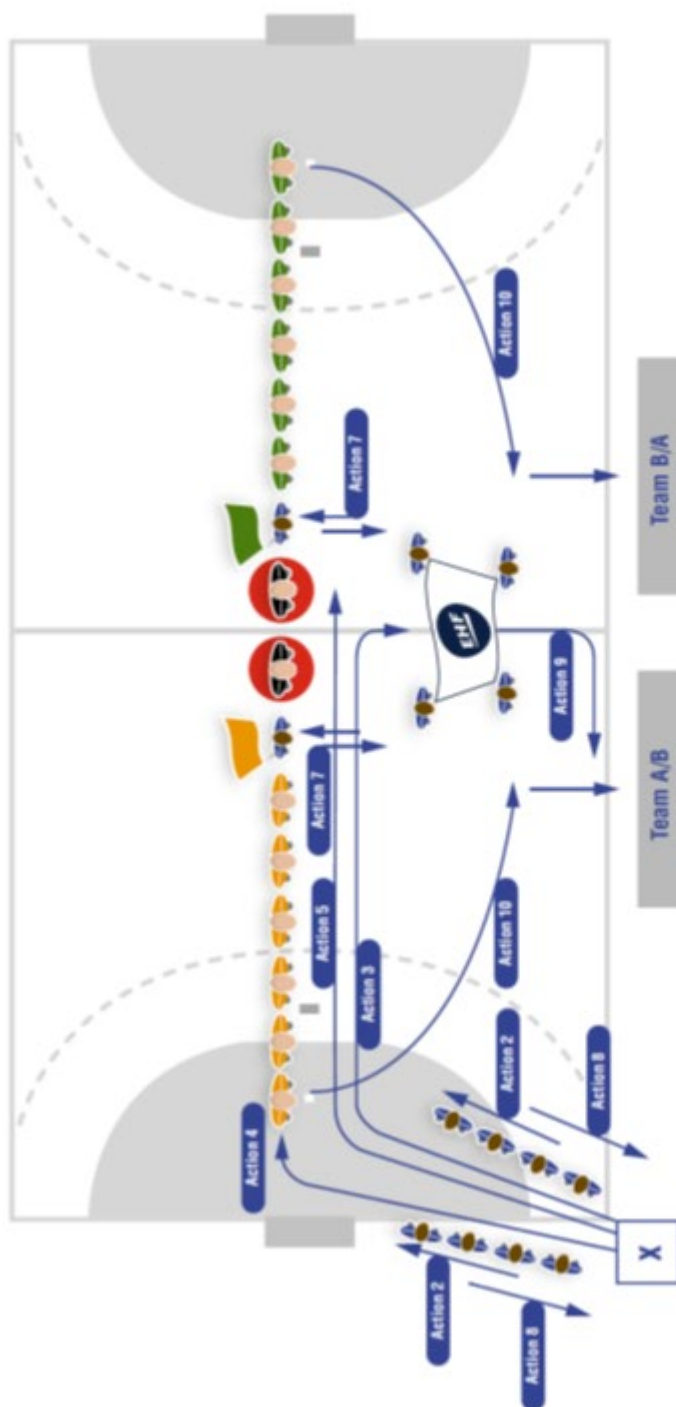 Action 10
Action 7
Team B/A
EHF
Action 9
Team A/B
Action 7
Action 5
Action 3
Action 10
Action 2
Action 8
Action 4
X
Action 2
Action 8